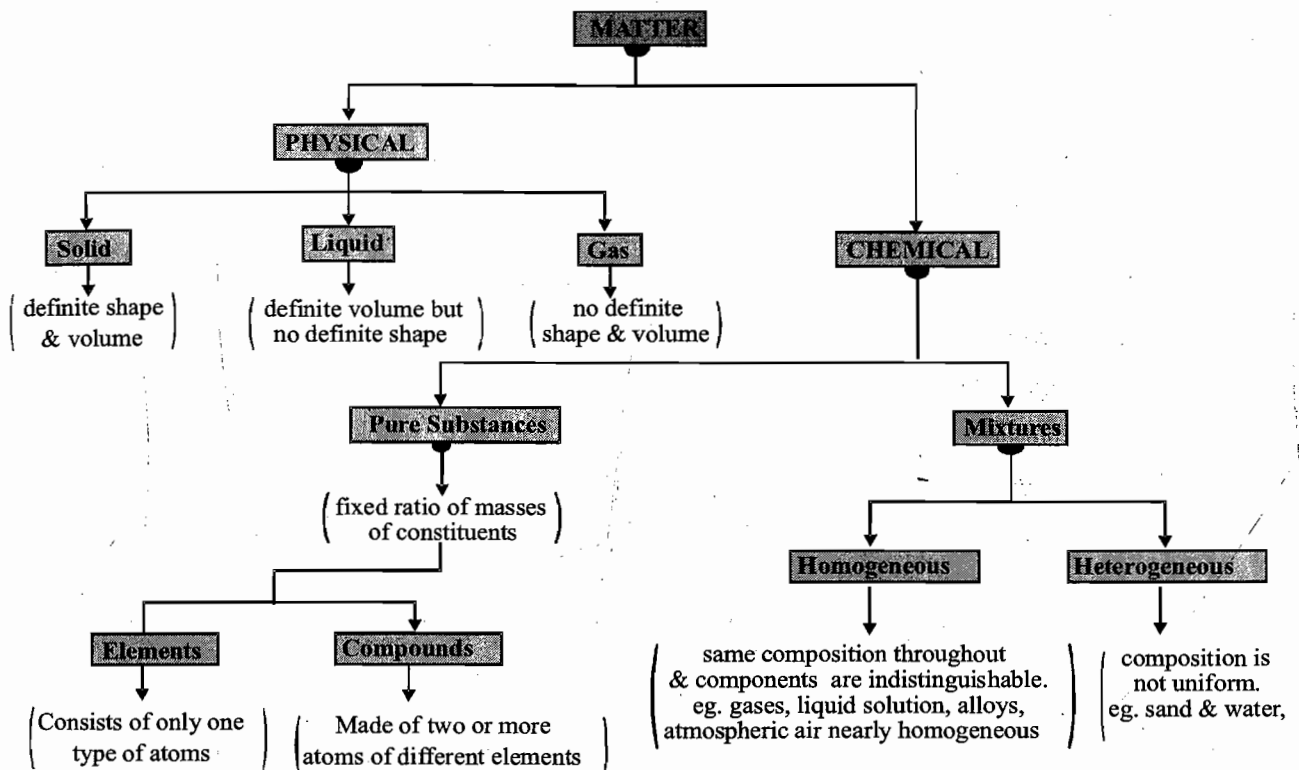 MATTER
PHYSICAL
Solid
Liquid
Gas
CHEMICAL
(definite shape
& volume)
(definite volume but
no definite shape)
(no definite
shape & volume)
Pure Substances
Mixtures
(fixed ratio of masses
of constituents)
Homogeneous
Heterogeneous
Elements
Compounds
(same composition throughout
& components are indistinguishable.
eg. gases, liquid solution, alloys,
atmospheric air nearly homogeneous)
(composition is
not uniform.
eg. sand & water,
(Consists of only one
type of atoms)
(Made of two or more
atoms of different elements)